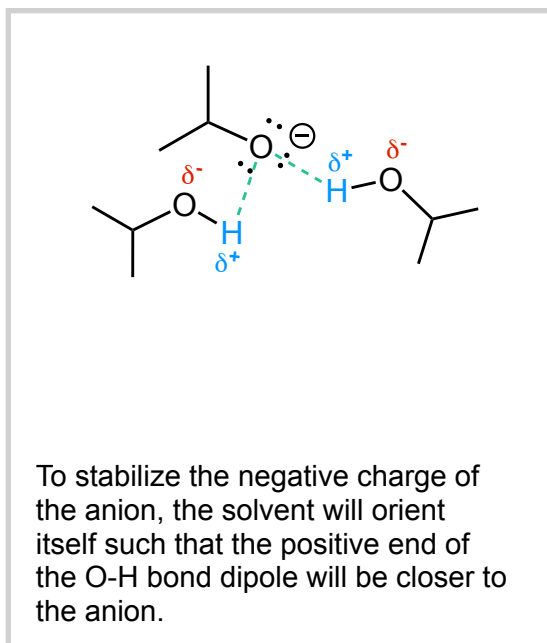 O −
δ+ δ-
δ- H O
O
H
δ+
To stabilize the negative charge of
the anion, the solvent will orient
itself such that the positive end of
the O-H bond dipole will be closer to
the anion.